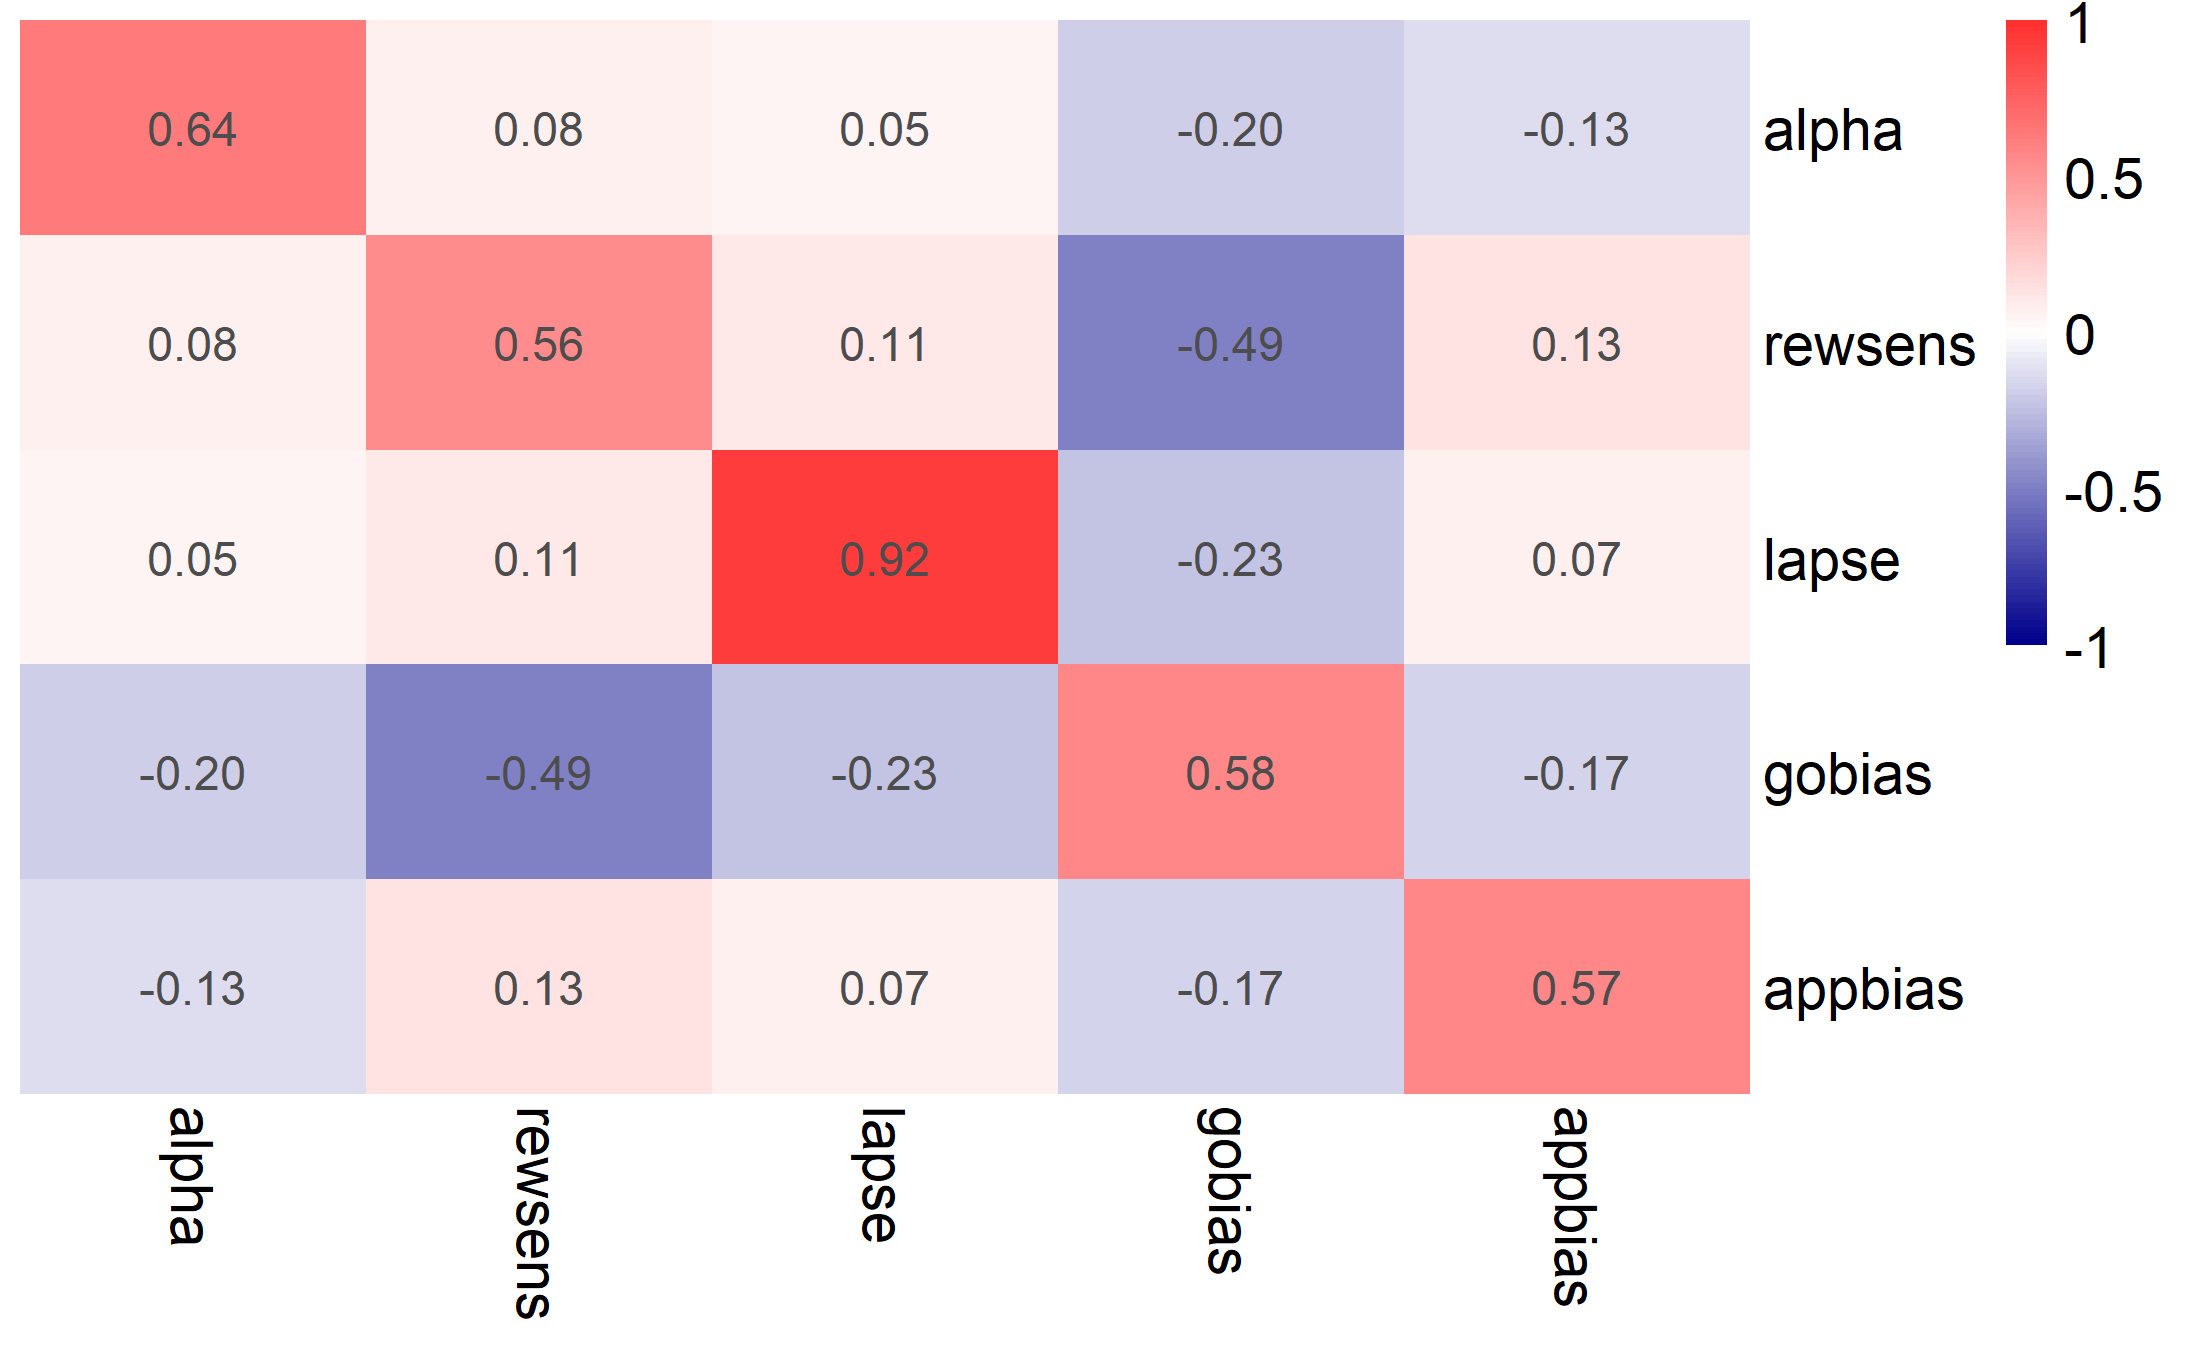 0.64 0.08 0.05 -0.20 -0.13 alpha
0.08 0.56 0.11 -0.49 0.13 rewsens
0.05 0.11 0.92 -0.23 0.07 lapse
-0.20 -0.49 -0.23 0.58 -0.17 gobias
-0.13 0.13 0.07 -0.17 0.57 appbias
alpha rewsens lapse gobias appbias
1
0.5
0
-0.5
-1